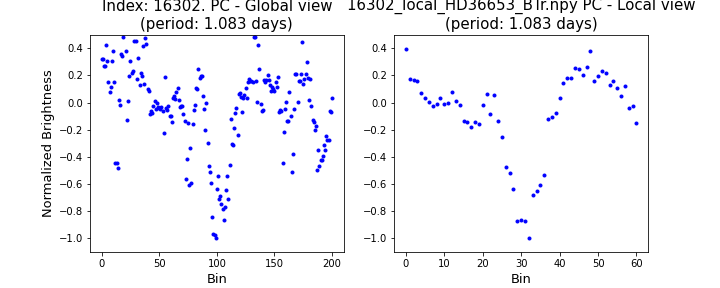 Index: 16302. PC - Global view
(period: 1.083 days)
16302_local_HD36653_BTr.npy PC - Local view
(period: 1.083 days)
Normalized Brightness
0.4
0.2
0.0
−0.2
−0.4
−0.6
−0.8
−1.0
0 50 100 150 200
Bin
0.4
0.2
0.0
−0.2
−0.4
−0.6
−0.8
−1.0
0 10 20 30 40 50 60
Bin